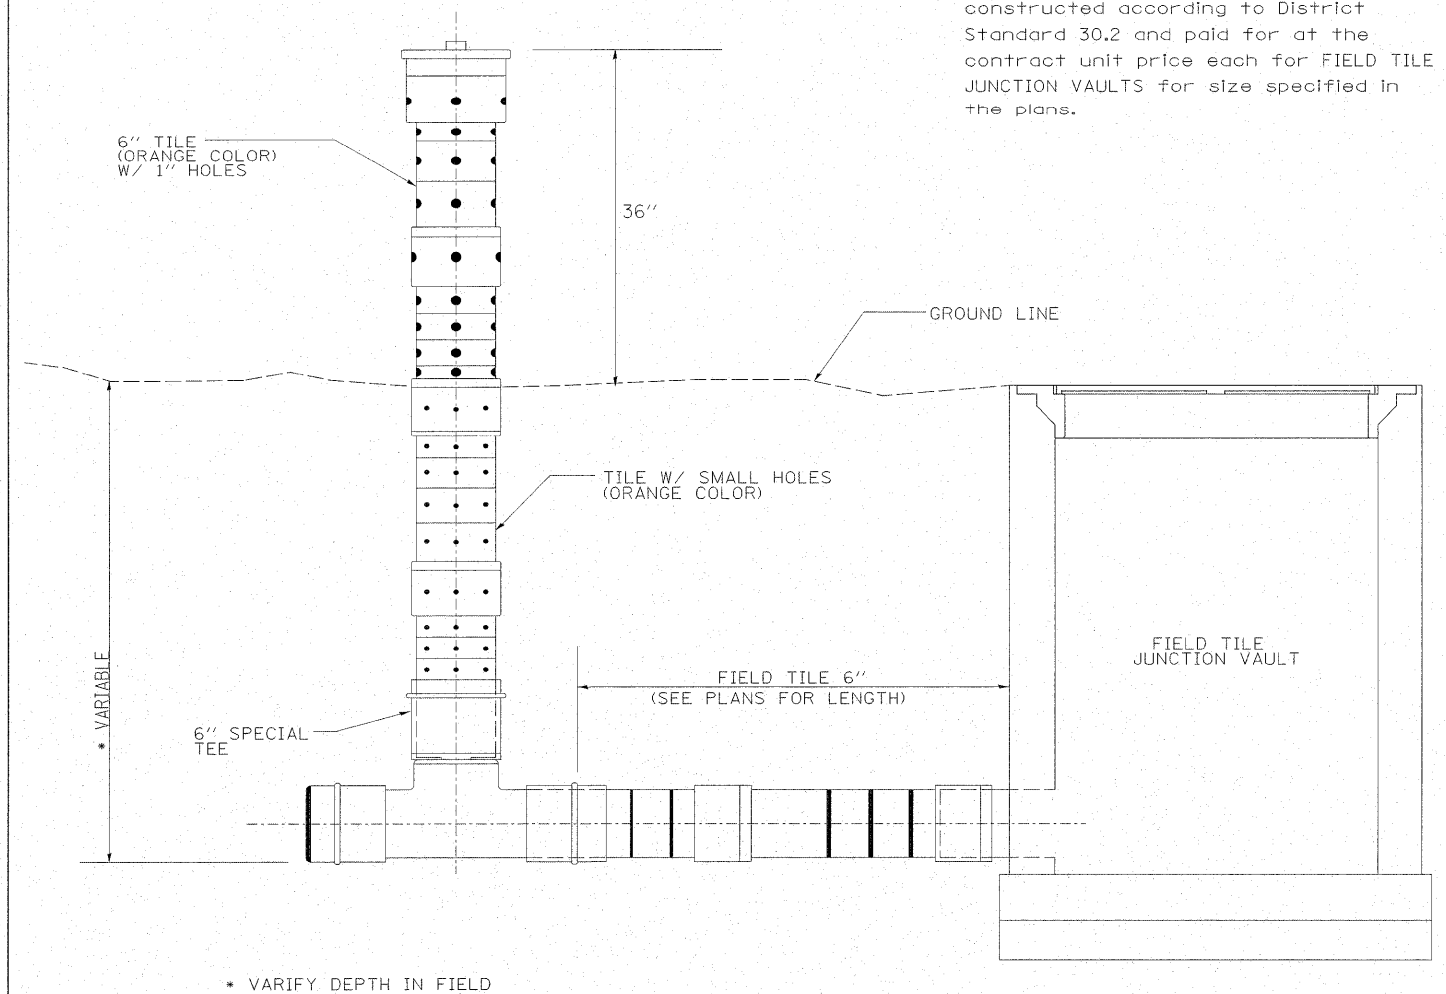 constructed according to District
Standard 30.2 and paid for at the
contract unit price each for FIELD TILE
JUNCTION VAULTS for size specified in
the plans.
6'' TILE
(ORANGE COLOR)
W/ 1'' HOLES
36''
GROUND LINE
TILE W/ SMALL HOLES
(ORANGE COLOR)
FIELD TILE
JUNCTION VAULT
* VARIABLE
FIELD TILE 6''
(SEE PLANS FOR LENGTH)
6'' SPECIAL
TEE
* VARIFY DEPTH IN FIELD